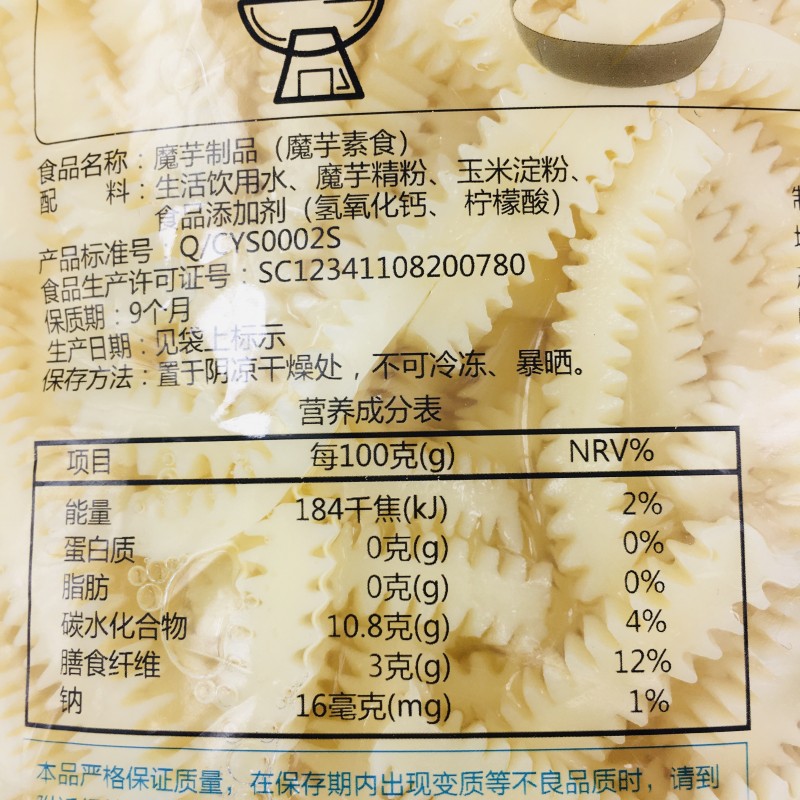 食品名称：魔芋制品（魔芋素食）
配 料：生活饮用水、魔芋精粉、玉米淀粉、
食品添加剂（氢氧化钙、柠檬酸）
产品标准号 Q/CYS0002S
食品生产许可证号：SC12341108200780
保质期：9个月
生产日期：见袋上标示
保存方法：置于阴凉干燥处，不可冷冻、暴晒。
营养成分表
项目 每100克(g) NRV%
能量 184千焦(kJ) 2%
蛋白质 0克(g) 0%
脂肪 0克(g) 0%
碳水化合物 10.8克(g) 4%
膳食纤维 3克(g) 12%
钠 16毫克(mg) 1%
本品严格保证质量，在保存期内出现变质等不良品质时，请到